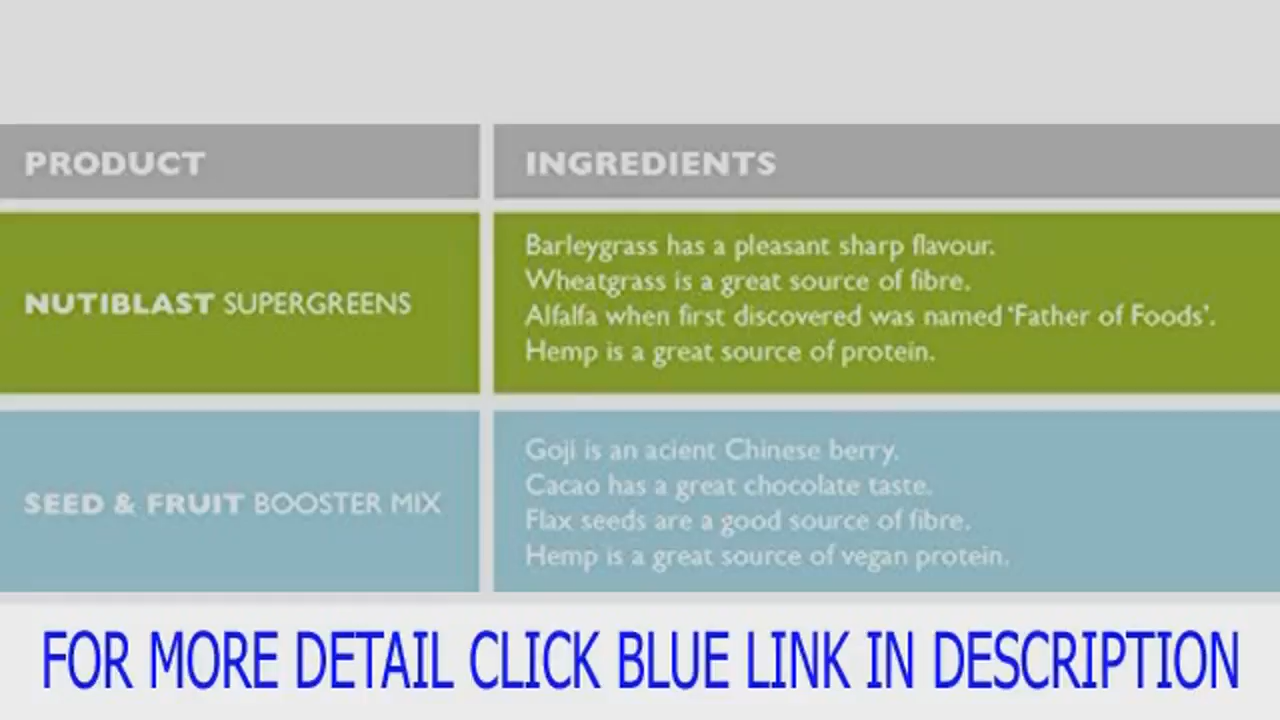 PRODUCT
INGREDIENTS
NUTIBLAST SUPERGREENS
Barleygrass has a pleasant sharp flavour.
Wheatgrass is a great source of fibre.
Alfalfa when first discovered was named ‘Father of Foods’.
Hemp is a great source of protein.
SEED & FRUIT BOOSTER MIX
Goji is an acient Chinese berry.
Cacao has a great chocolate taste.
Flax seeds are a good source of fibre.
Hemp is a great source of vegan protein.
FOR MORE DETAIL CLICK BLUE LINK IN DESCRIPTION